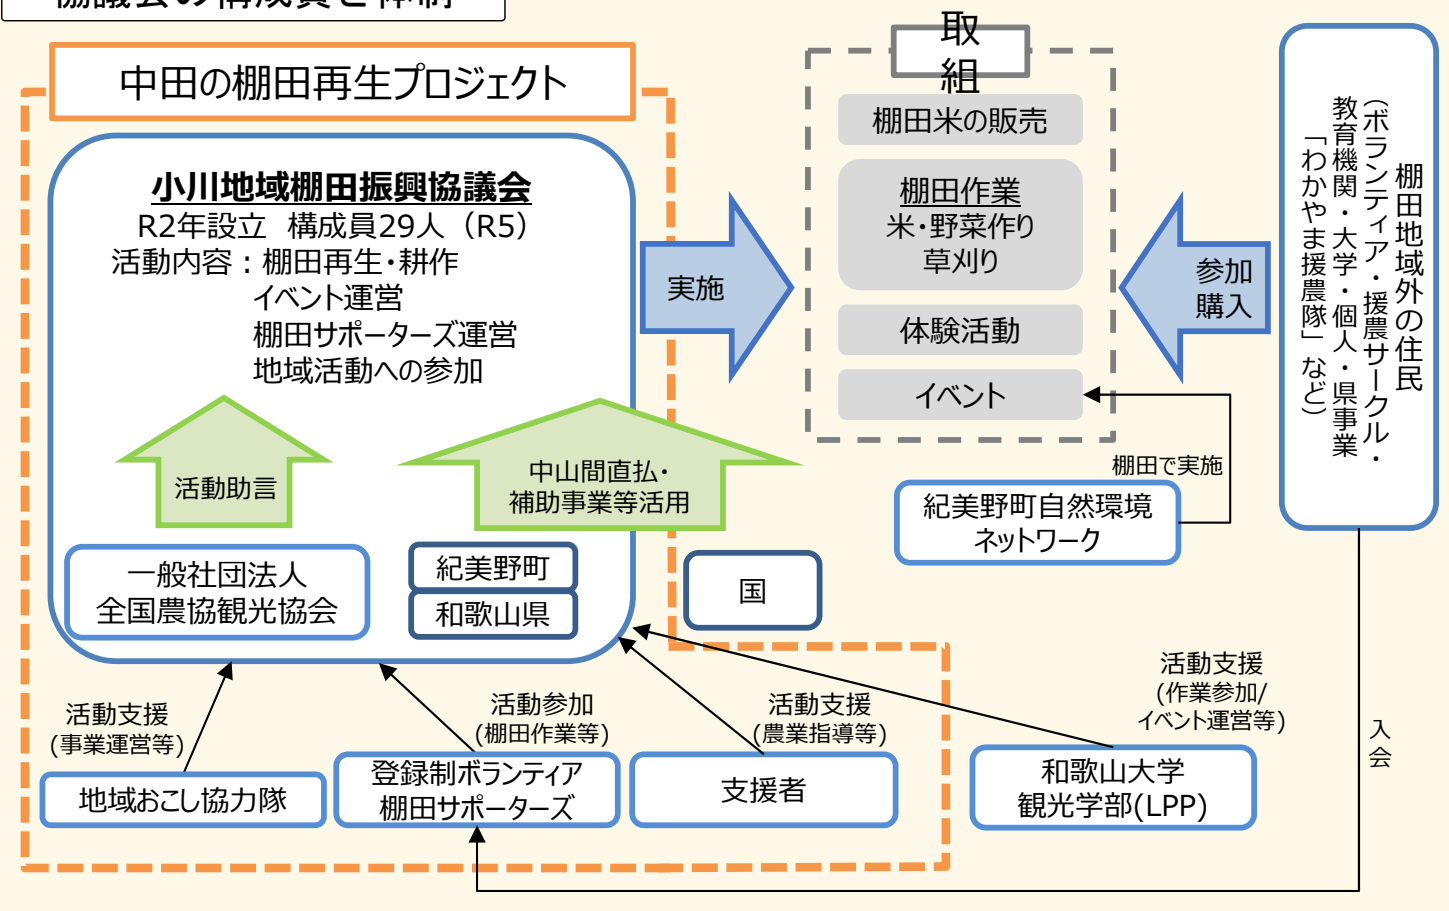 協議会の構成員と体制
中田の棚田再生プロジェクト
小川地域棚田振興協議会
R2年設立 構成員29人（R5）
活動内容：棚田再生・耕作
イベント運営
棚田サポーターズ運営
地域活動への参加
活動助言
中山間直払・
補助事業等活用
一般社団法人
全国農協観光協会
紀美野町
和歌山県
国
実施
取
組
棚田米の販売
棚田作業
米・野菜作り
草刈り
体験活動
イベント
参加
購入
棚田地域外の住民
（ボランティア・援農サークル・
教育機関・大学・個人・県事業
「わかやま援農隊」など）
棚田で実施
紀美野町自然環境
ネットワーク
活動支援
(事業運営等)
地域おこし協力隊
活動参加
(棚田作業等)
登録制ボランティア
棚田サポーターズ
活動支援
(農業指導等)
支援者
活動支援
(作業参加/
イベント運営等)
和歌山大学
観光学部(LPP)
入会